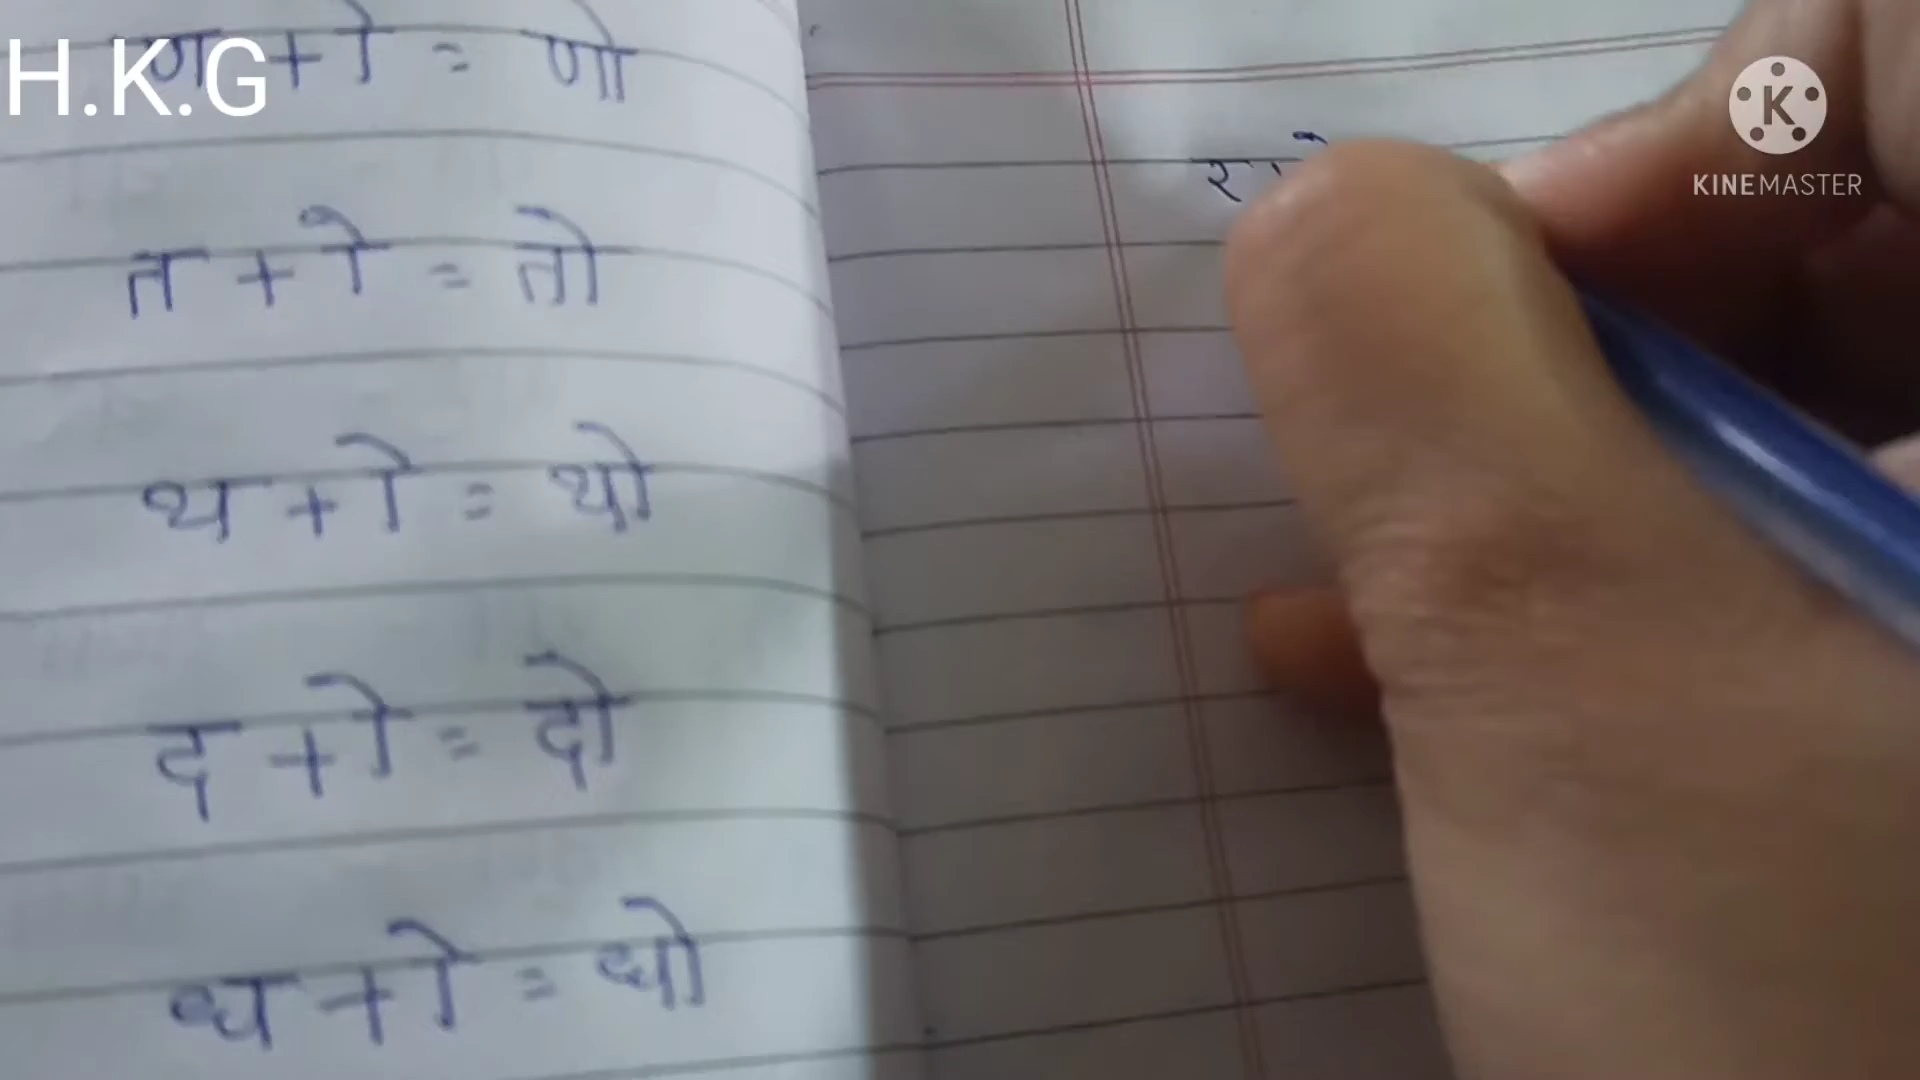 H.K.G
ण + ो = णो
त + ो = तो
थ + ो = थो
द + ो = दो
ध + ो = धो
र
KINEMASTER